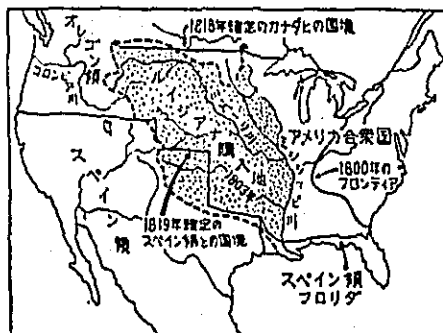 1818年確定のカナダとの国境
オレゴン領
コロンビア川
ルイジアナ購入地
1803年
ミズーリ川
ミシシッピ川
アメリカ合衆国
1800年の
フロンティア
スペイン領
1819年確定の
スペイン領との国境
スペイン領
フロリダ